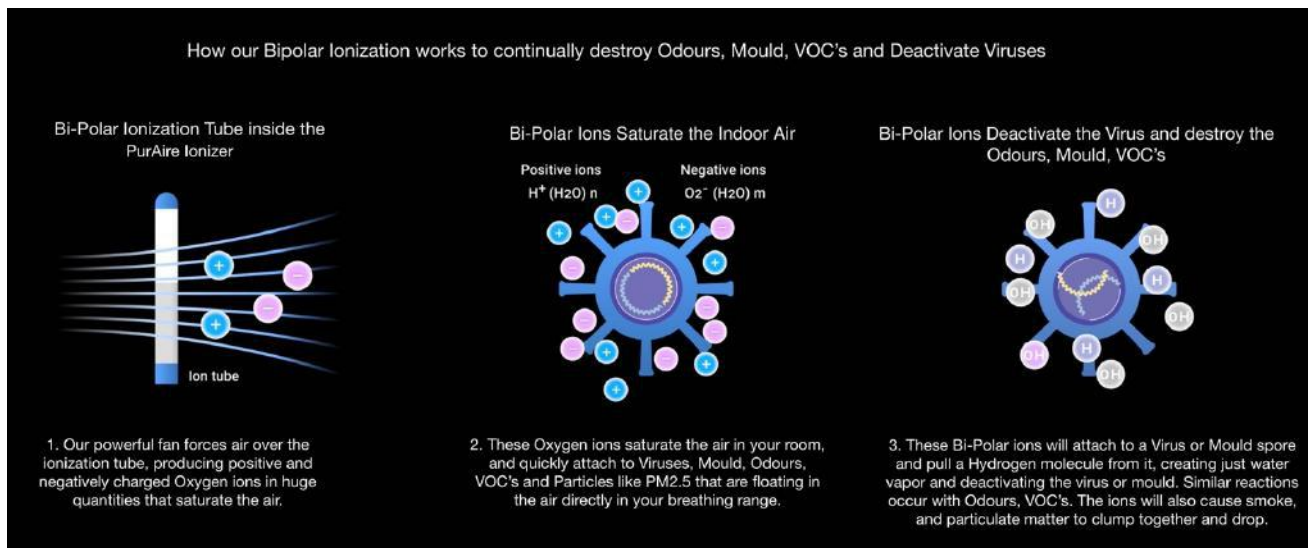 How our Bipolar Ionization works to continually destroy Odours, Mould, VOC's and Deactivate Viruses
Bi-Polar Ionization Tube inside the
PurAire Ionizer
+
−
−
+
Ion tube
1. Our powerful fan forces air over the
ionization tube, producing positive and
negatively charged Oxygen ions in huge
quantities that saturate the air.
Bi-Polar Ions Saturate the Indoor Air
Positive ions
H⁺ (H2O) n
Negative ions
O2⁻ (H2O) m
2. These Oxygen ions saturate the air in your room,
and quickly attach to Viruses, Mould, Odours,
VOC's and Particles like PM2.5 that are floating in
the air directly in your breathing range.
Bi-Polar Ions Deactivate the Virus and destroy the
Odours, Mould, VOC's
H
OH
OH
H
H
OH
OH
H
OH
OH
3. These Bi-Polar ions will attach to a Virus or Mould spore
and pull a Hydrogen molecule from it, creating just water
vapor and deactivating the virus or mould. Similar reactions
occur with Odours, VOC's. The ions will also cause smoke,
and particulate matter to clump together and drop.